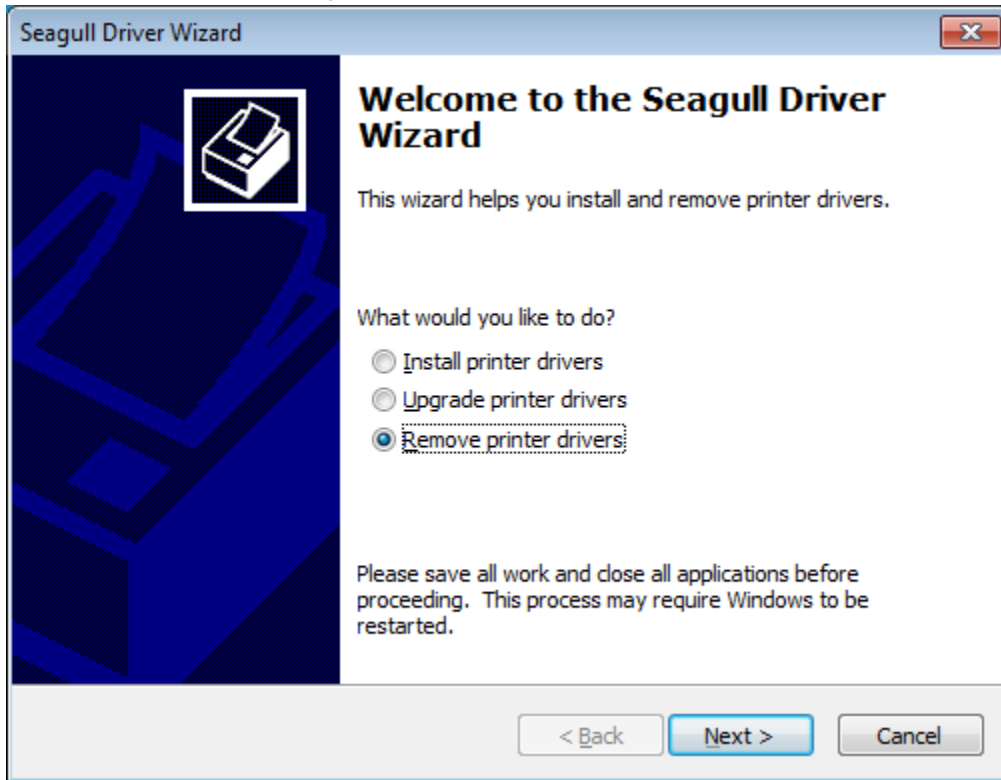 Seagull Driver Wizard
Welcome to the Seagull Driver
Wizard
This wizard helps you install and remove printer drivers.
What would you like to do?
Install printer drivers
Upgrade printer drivers
Remove printer drivers
Please save all work and close all applications before
proceeding.  This process may require Windows to be
restarted.
< Back Next > Cancel